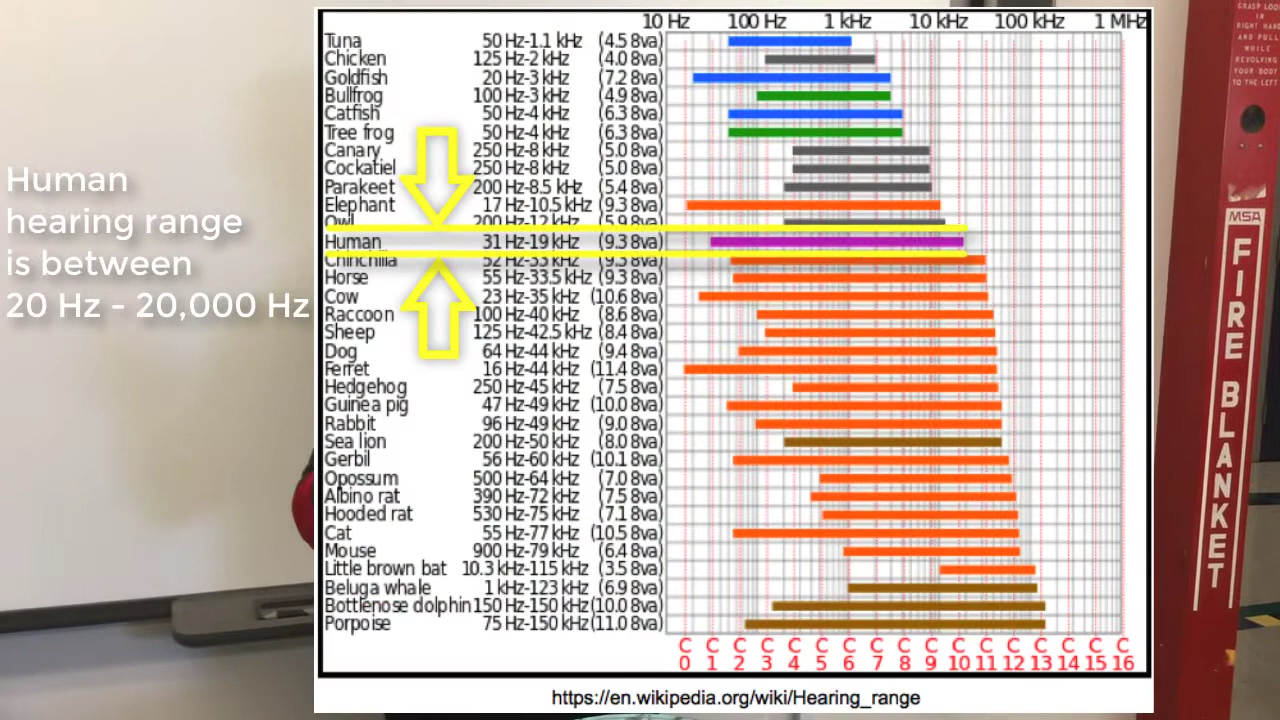 Human
hearing range
is between
20 Hz - 20,000 Hz
10 Hz 100 Hz 1 kHz 10 kHz 100 kHz 1 MHz
Tuna 50 Hz-1.1 kHz (4.5 8va)
Chicken 125 Hz-2 kHz (4.0 8va)
Goldfish 20 Hz-3 kHz (7.2 8va)
Bullfrog 100 Hz-3 kHz (4.9 8va)
Catfish 50 Hz-4 kHz (6.3 8va)
Tree frog 50 Hz-4 kHz (6.3 8va)
Canary 250 Hz-8 kHz (5.0 8va)
Cockatiel 250 Hz-8 kHz (5.0 8va)
Parakeet 200 Hz-8.5 kHz (5.4 8va)
Elephant 17 Hz-10.5 kHz (9.3 8va)
Owl 200 Hz-12 kHz (5.9 8va)
Human 31 Hz-19 kHz (9.3 8va)
Chinchilla 52 Hz-33 kHz (9.3 8va)
Horse 55 Hz-33.5 kHz (9.3 8va)
Cow 23 Hz-35 kHz (10.6 8va)
Raccoon 100 Hz-40 kHz (8.6 8va)
Sheep 125 Hz-42.5 kHz (8.4 8va)
Dog 64 Hz-44 kHz (9.4 8va)
Ferret 16 Hz-44 kHz (11.4 8va)
Hedgehog 250 Hz-45 kHz (7.5 8va)
Guinea pig 47 Hz-49 kHz (10.0 8va)
Rabbit 96 Hz-49 kHz (9.0 8va)
Sea lion 200 Hz-50 kHz (8.0 8va)
Gerbil 56 Hz-60 kHz (10.1 8va)
Opossum 500 Hz-64 kHz (7.0 8va)
Albino rat 390 Hz-72 kHz (7.5 8va)
Hooded rat 530 Hz-75 kHz (7.1 8va)
Cat 55 Hz-77 kHz (10.5 8va)
Mouse 900 Hz-79 kHz (6.4 8va)
Little brown bat 10.3 kHz-115 kHz (3.5 8va)
Beluga whale 1 kHz-123 kHz (6.9 8va)
Bottlenose dolphin 150 Hz-150 kHz (10.0 8va)
Porpoise 75 Hz-150 kHz (11.0 8va)
C C C C C C C C C C C C C C C C C
0 1 2 3 4 5 6 7 8 9 10 11 12 13 14 15 16
https://en.wikipedia.org/wiki/Hearing_range
GRASP LOOP
IN
RIGHT HAND
AND PULL
WHILE
REVOLVING
YOUR BODY
TO THE LEFT
MSA
FIRE BLANKET